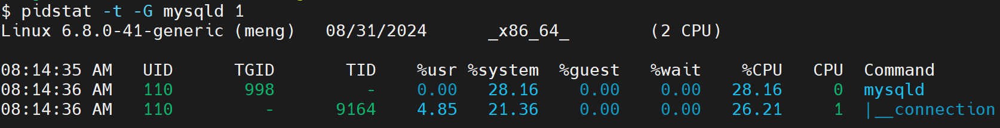 $ pidstat -t -G mysqld 1
Linux 6.8.0-41-generic (meng) 08/31/2024 _x86_64_ (2 CPU)
08:14:35 AM UID TGID TID %usr %system %guest %wait %CPU CPU Command
08:14:36 AM 110 998 - 0.00 28.16 0.00 0.00 28.16 0 mysqld
08:14:36 AM 110 - 9164 4.85 21.36 0.00 0.00 26.21 1 |__connection